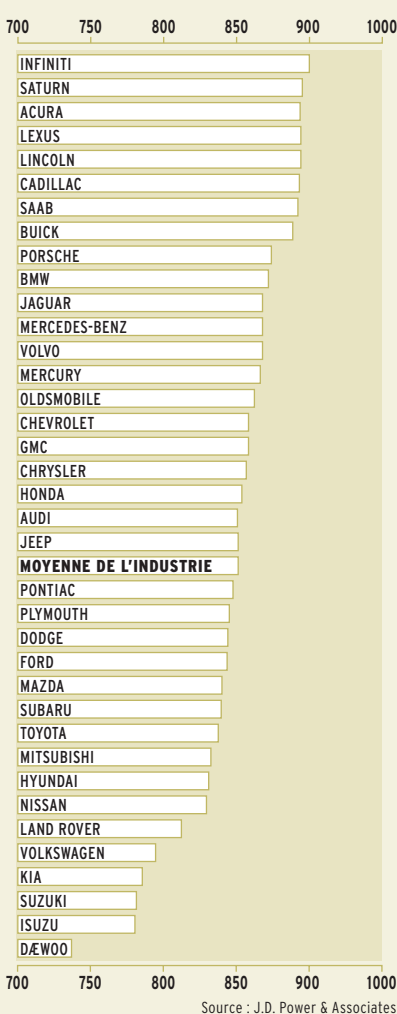 700 750 800 850 900 1000
INFINITI
SATURN
ACURA
LEXUS
LINCOLN
CADILLAC
SAAB
BUICK
PORSCHE
BMW
JAGUAR
MERCEDES-BENZ
VOLVO
MERCURY
OLDSMOBILE
CHEVROLET
GMC
CHRYSLER
HONDA
AUDI
JEEP
MOYENNE DE L'INDUSTRIE
PONTIAC
PLYMOUTH
DODGE
FORD
MAZDA
SUBARU
TOYOTA
MITSUBISHI
HYUNDAI
NISSAN
LAND ROVER
VOLKSWAGEN
KIA
SUZUKI
ISUZU
DÆWOO
700 750 800 850 900 1000
Source : J.D. Power & Associates